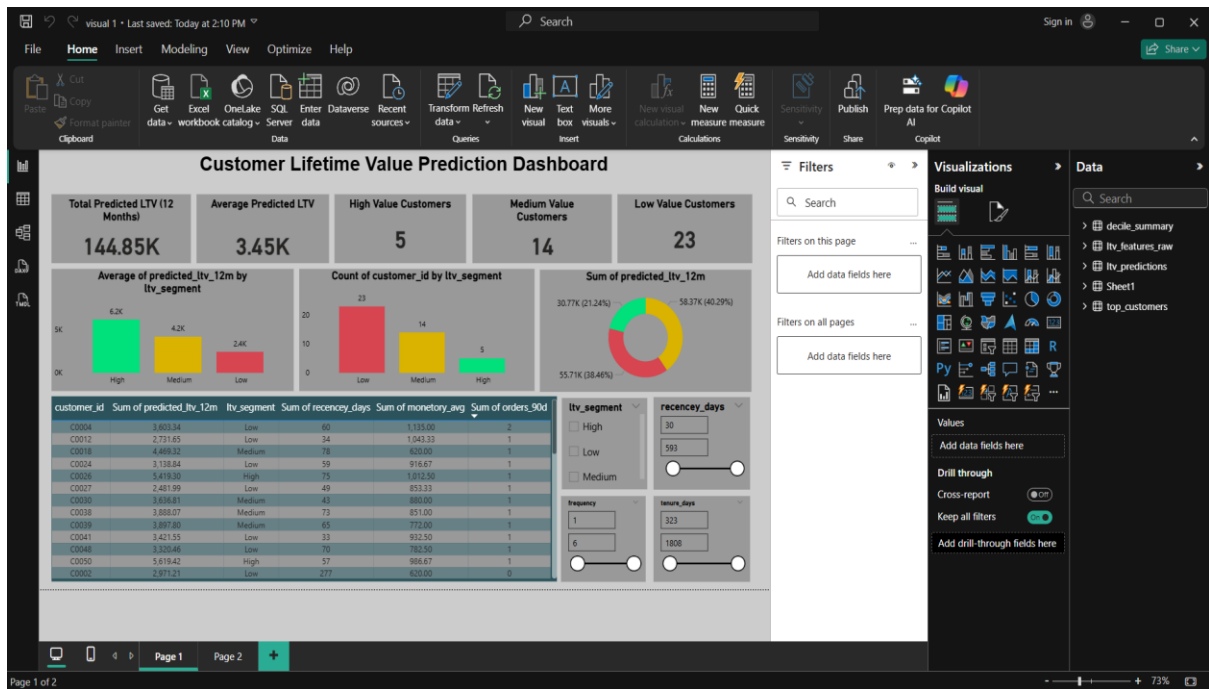 visual 1 • Last saved: Today at 2:10 PM
Search
Sign in
File Home Insert Modeling View Optimize Help
Share
Paste
Cut
Copy
Format painter
Clipboard
Get data
Excel workbook
OneLake catalog
SQL Server
Enter data
Dataverse
Recent sources
Data
Transform data
Refresh
Queries
New visual
Text box
More visuals
Insert
New visual calculation
New measure
Quick measure
Calculations
Sensitivity
Sensitivity
Publish
Share
Prep data for AI
Copilot
Copilot
Customer Lifetime Value Prediction Dashboard
Total Predicted LTV (12
Months)
144.85K
Average Predicted LTV
3.45K
High Value Customers
5
Medium Value
Customers
14
Low Value Customers
23
Average of predicted_ltv_12m by
ltv_segment
5K
0K
6.2K
4.2K
2.4K
High Medium Low
Count of customer_id by ltv_segment
20
10
0
23
14
5
Low Medium High
Sum of predicted_ltv_12m
30.77K (21.24%)
58.37K (40.29%)
55.71K (38.46%)
customer_id Sum of predicted_ltv_12m ltv_segment Sum of recencey_days Sum of monetory_avg Sum of orders_90d
C0004 3,603.34 Low 60 1,135.00 2
C0012 2,731.65 Low 34 1,043.33 1
C0018 4,469.32 Medium 78 620.00 1
C0024 3,138.84 Low 59 916.67 1
C0026 5,419.30 High 75 1,012.50 1
C0027 2,481.99 Low 49 853.33 1
C0030 3,636.81 Medium 43 880.00 1
C0038 3,888.07 Medium 73 851.00 1
C0039 3,897.80 Medium 65 772.00 1
C0041 3,421.55 Low 33 932.50 1
C0048 3,320.46 Low 70 782.50 1
C0050 5,619.42 High 57 986.67 1
C0002 2,971.21 Low 277 620.00 0
ltv_segment
High
Low
Medium
recencey_days
30
593
frequency
1
6
tenure_days
323
1808
Filters
Search
Filters on this page ...
Add data fields here
Filters on all pages ...
Add data fields here
Visualizations
Build visual
R
Py
...
Values
Add data fields here
Drill through
Cross-report Off
Keep all filters On
Add drill-through fields here
Data
Search
decile_summary
ltv_features_raw
ltv_predictions
Sheet1
top_customers
Page 1 Page 2 +
Page 1 of 2
- + 73%